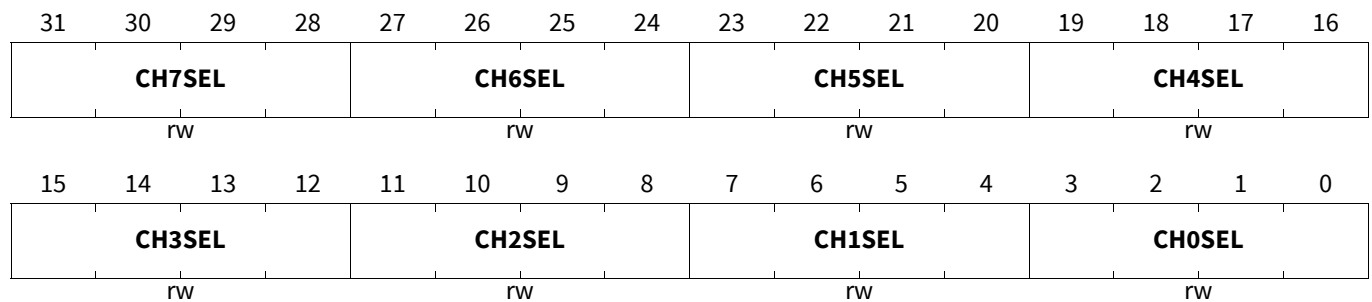 31 30 29 28 27 26 25 24 23 22 21 20 19 18 17 16
CH7SEL CH6SEL CH5SEL CH4SEL
rw rw rw rw
15 14 13 12 11 10 9 8 7 6 5 4 3 2 1 0
CH3SEL CH2SEL CH1SEL CH0SEL
rw rw rw rw